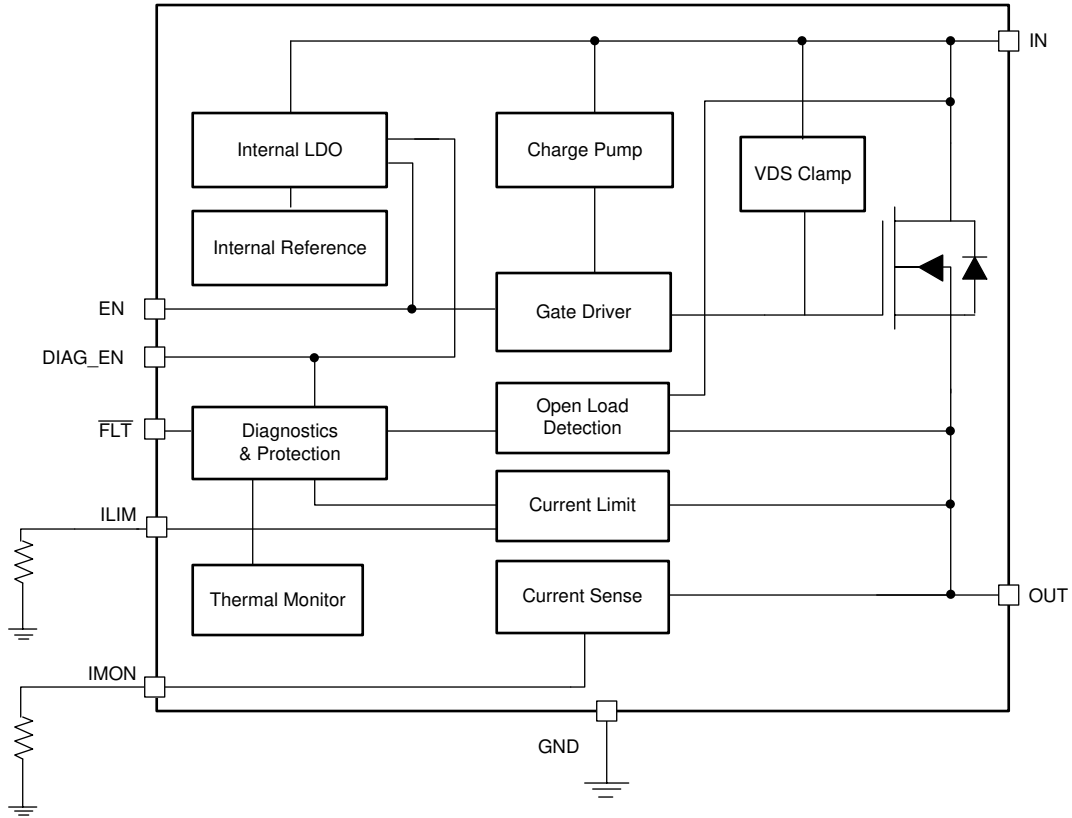 IN
Internal LDO
Charge Pump
VDS Clamp
Internal Reference
EN
Gate Driver
DIAG_EN
Open Load
Detection
FLT
Diagnostics
& Protection
ILIM
Current Limit
Thermal Monitor
Current Sense
OUT
IMON
GND